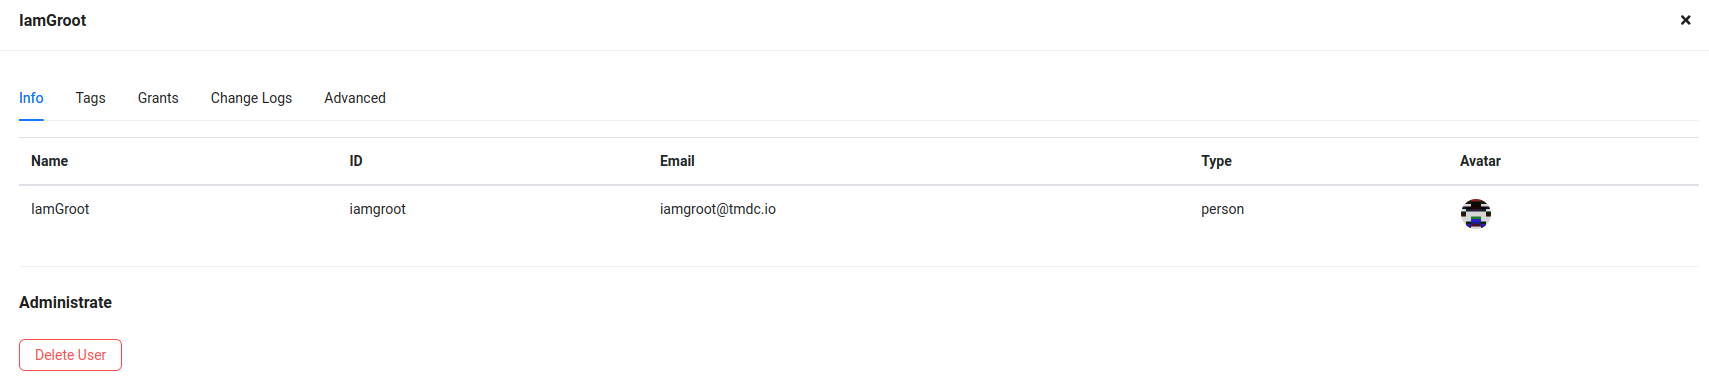 IamGroot ×
Info Tags Grants Change Logs Advanced
Name ID Email Type Avatar
IamGroot iamgroot iamgroot@tmdc.io person
Administrate
Delete User